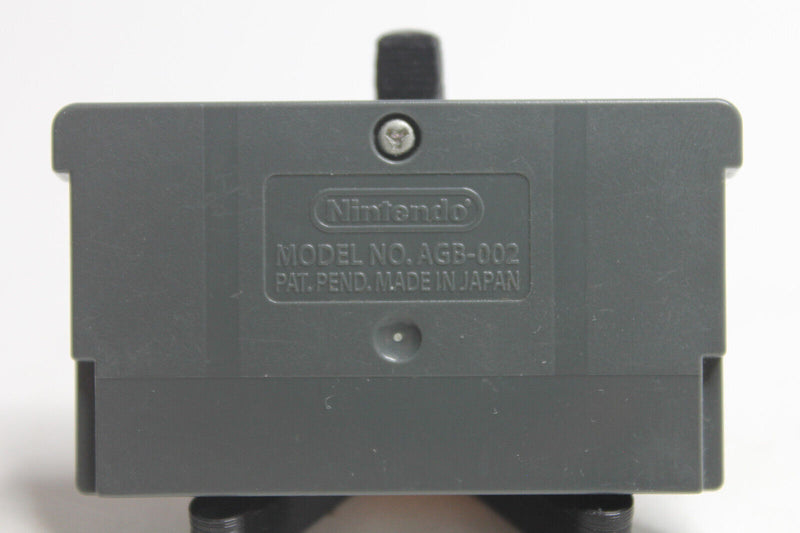 Nintendo
MODEL NO. AGB-002
PAT. PEND. MADE IN JAPAN